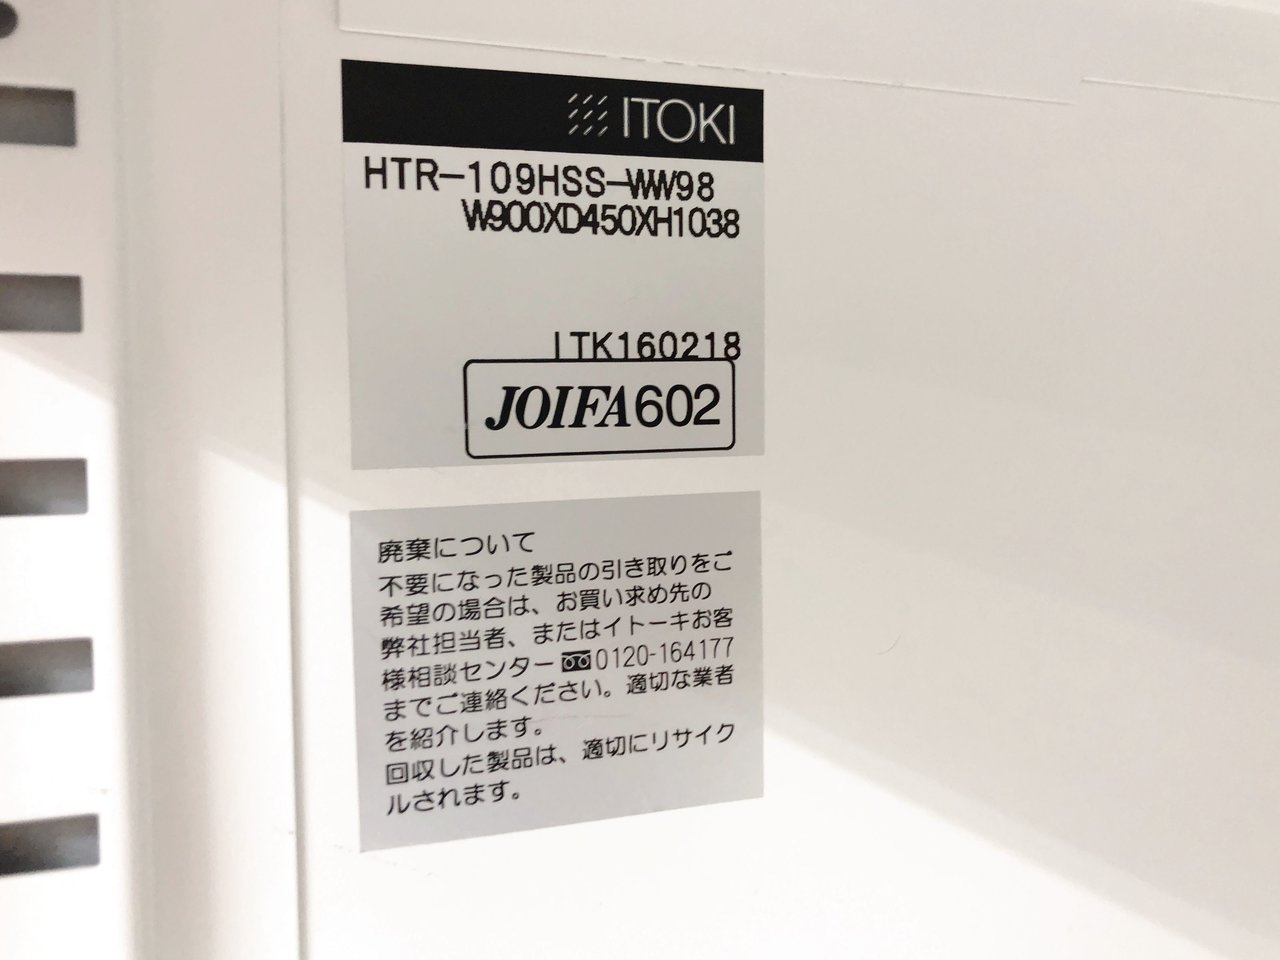 ITOKI
HTR-109HSS-WW98
W900XD450XH1038
ITK160218
JOIFA602
廃棄について
不要になった製品の引き取りをご
希望の場合は、お買い求め先の
弊社担当者、またはイトーキお客
様相談センター0120-164177
までご連絡ください。適切な業者
を紹介します。
回収した製品は、適切にリサイク
ルされます。